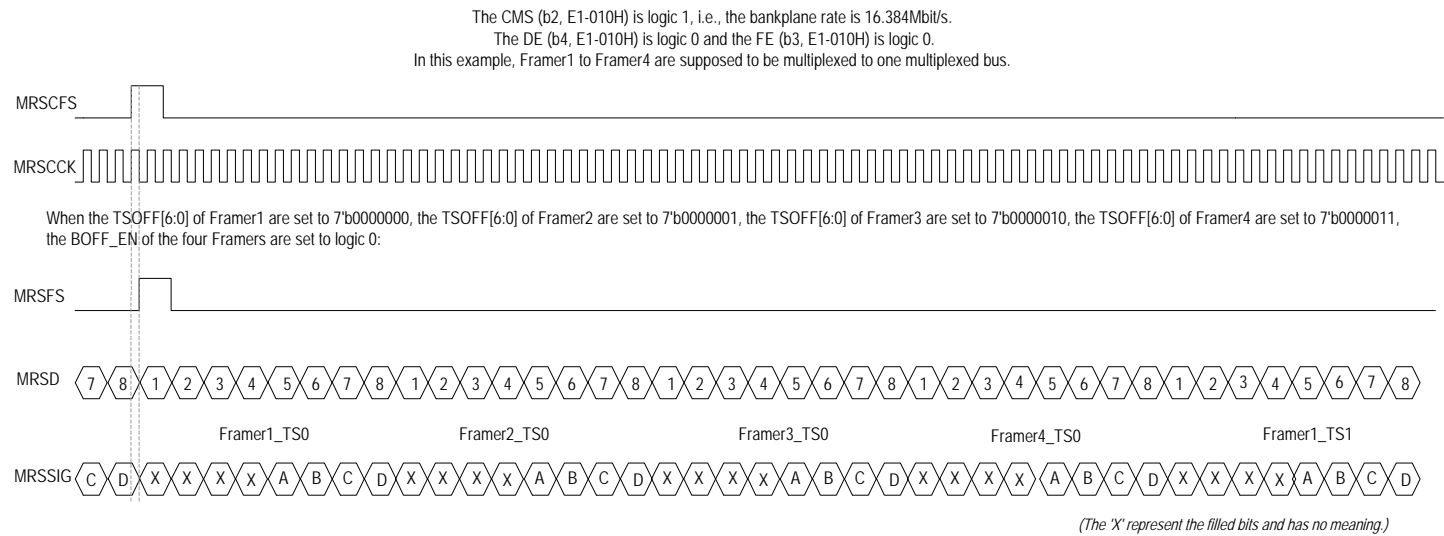 The CMS (b2, E1-010H) is logic 1, i.e., the bankplane rate is 16.384Mbit/s.
The DE (b4, E1-010H) is logic 0 and the FE (b3, E1-010H) is logic 0.
In this example, Framer1 to Framer4 are supposed to be multiplexed to one multiplexed bus.
MRSCFS
MRSCCK
When the TSOFF[6:0] of Framer1 are set to 7'b0000000, the TSOFF[6:0] of Framer2 are set to 7'b0000001, the TSOFF[6:0] of Framer3 are set to 7'b0000010, the TSOFF[6:0] of Framer4 are set to 7'b0000011,
the BOFF_EN of the four Framers are set to logic 0:
MRSFS
MRSD 7 8 1 2 3 4 5 6 7 8 1 2 3 4 5 6 7 8 1 2 3 4 5 6 7 8 1 2 3 4 5 6 7 8 1 2 3 4 5 6 7 8
Framer1_TS0 Framer2_TS0 Framer3_TS0 Framer4_TS0 Framer1_TS1
MRSSIG C D X X X X A B C D X X X X A B C D X X X X A B C D X X X X A B C D X X X X A B C D
(The 'X' represent the filled bits and has no meaning.)